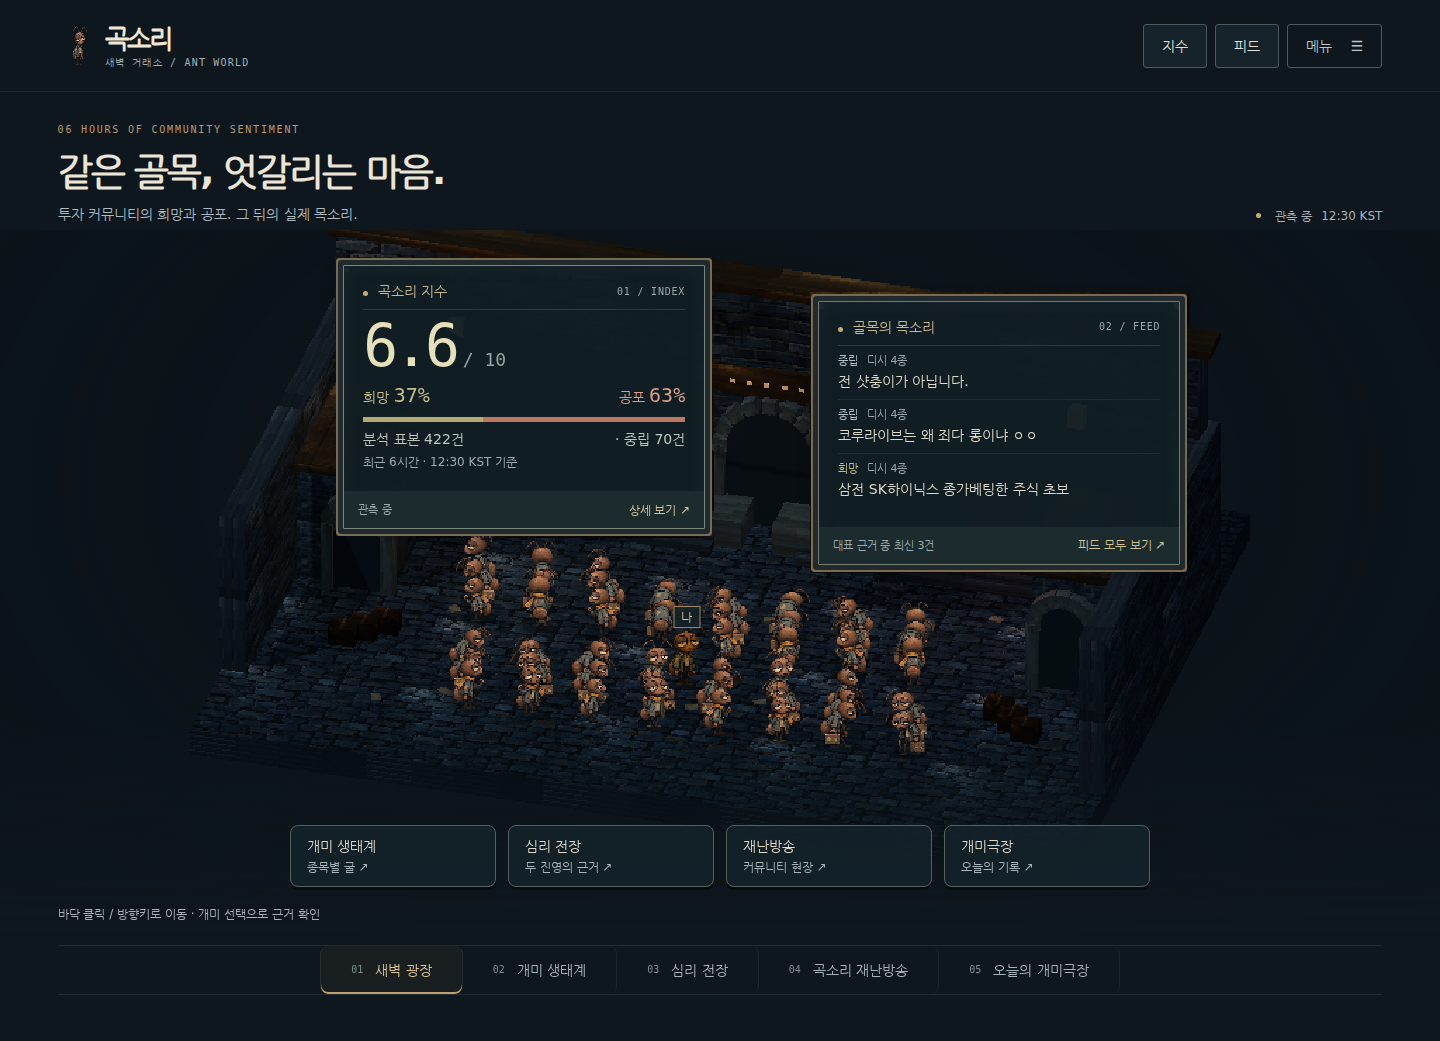 곡소리
새벽 거래소 / ANT WORLD
지수
피드
메뉴 ☰
06 HOURS OF COMMUNITY SENTIMENT
같은 골목, 엇갈리는 마음.
투자 커뮤니티의 희망과 공포. 그 뒤의 실제 목소리.
관측 중 12:30 KST
곡소리 지수
01 / INDEX
6.6 / 10
희망 37%
공포 63%
분석 표본 422건
· 중립 70건
최근 6시간 · 12:30 KST 기준
관측 중
상세 보기 ↗
골목의 목소리
02 / FEED
중립 디시 4종
전 샷충이가 아닙니다.
중립 디시 4종
코루라이브는 왜 죄다 롱이냐 ㅇㅇ
희망 디시 4종
삼전 SK하이닉스 종가베팅한 주식 초보
대표 근거 중 최신 3건
피드 모두 보기 ↗
나
개미 생태계
종목별 굴 ↗
심리 전장
두 진영의 근거 ↗
재난방송
커뮤니티 현장 ↗
개미극장
오늘의 기록 ↗
바닥 클릭 / 방향키로 이동 · 개미 선택으로 근거 확인
01 새벽 광장
02 개미 생태계
03 심리 전장
04 곡소리 재난방송
05 오늘의 개미극장